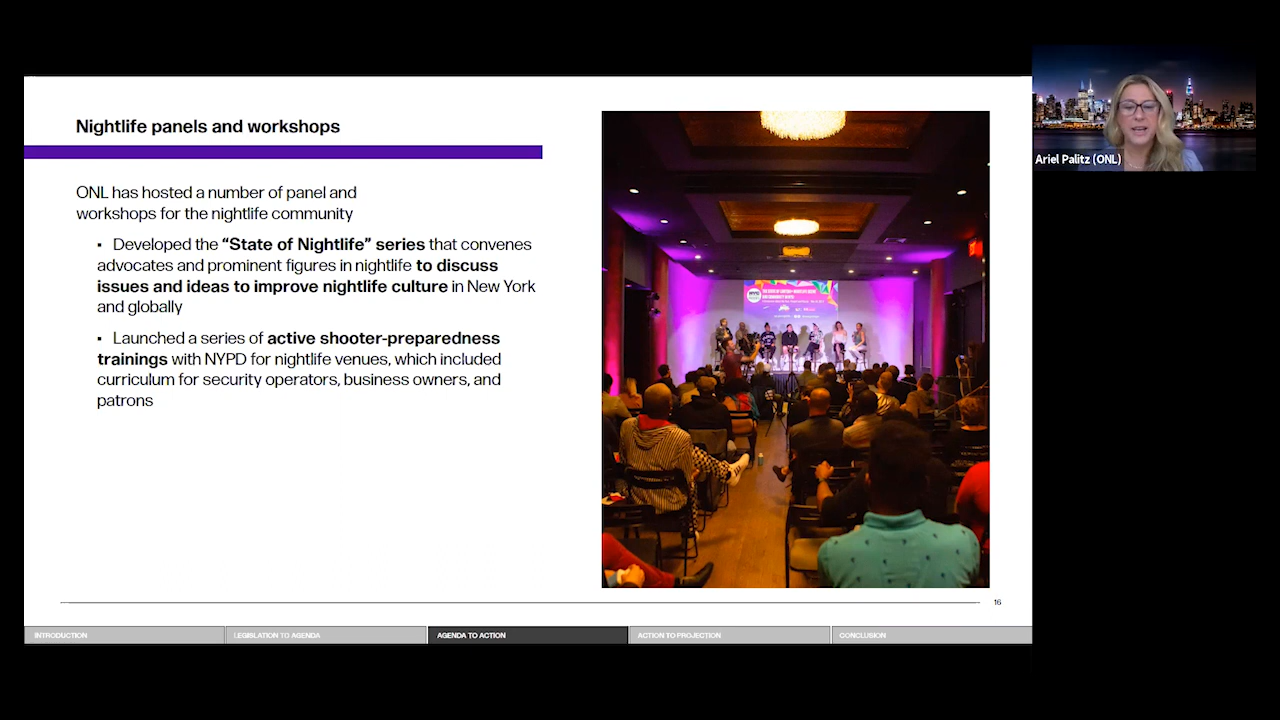 Nightlife panels and workshops
ONL has hosted a number of panel and
workshops for the nightlife community
▪ Developed the “State of Nightlife” series that convenes
advocates and prominent figures in nightlife to discuss
issues and ideas to improve nightlife culture in New York
and globally
▪ Launched a series of active shooter-preparedness
trainings with NYPD for nightlife venues, which included
curriculum for security operators, business owners, and
patrons
16
INTRODUCTION
LEGISLATION TO AGENDA
AGENDA TO ACTION
ACTION TO PROJECTION
CONCLUSION
Ariel Palitz (ONL)